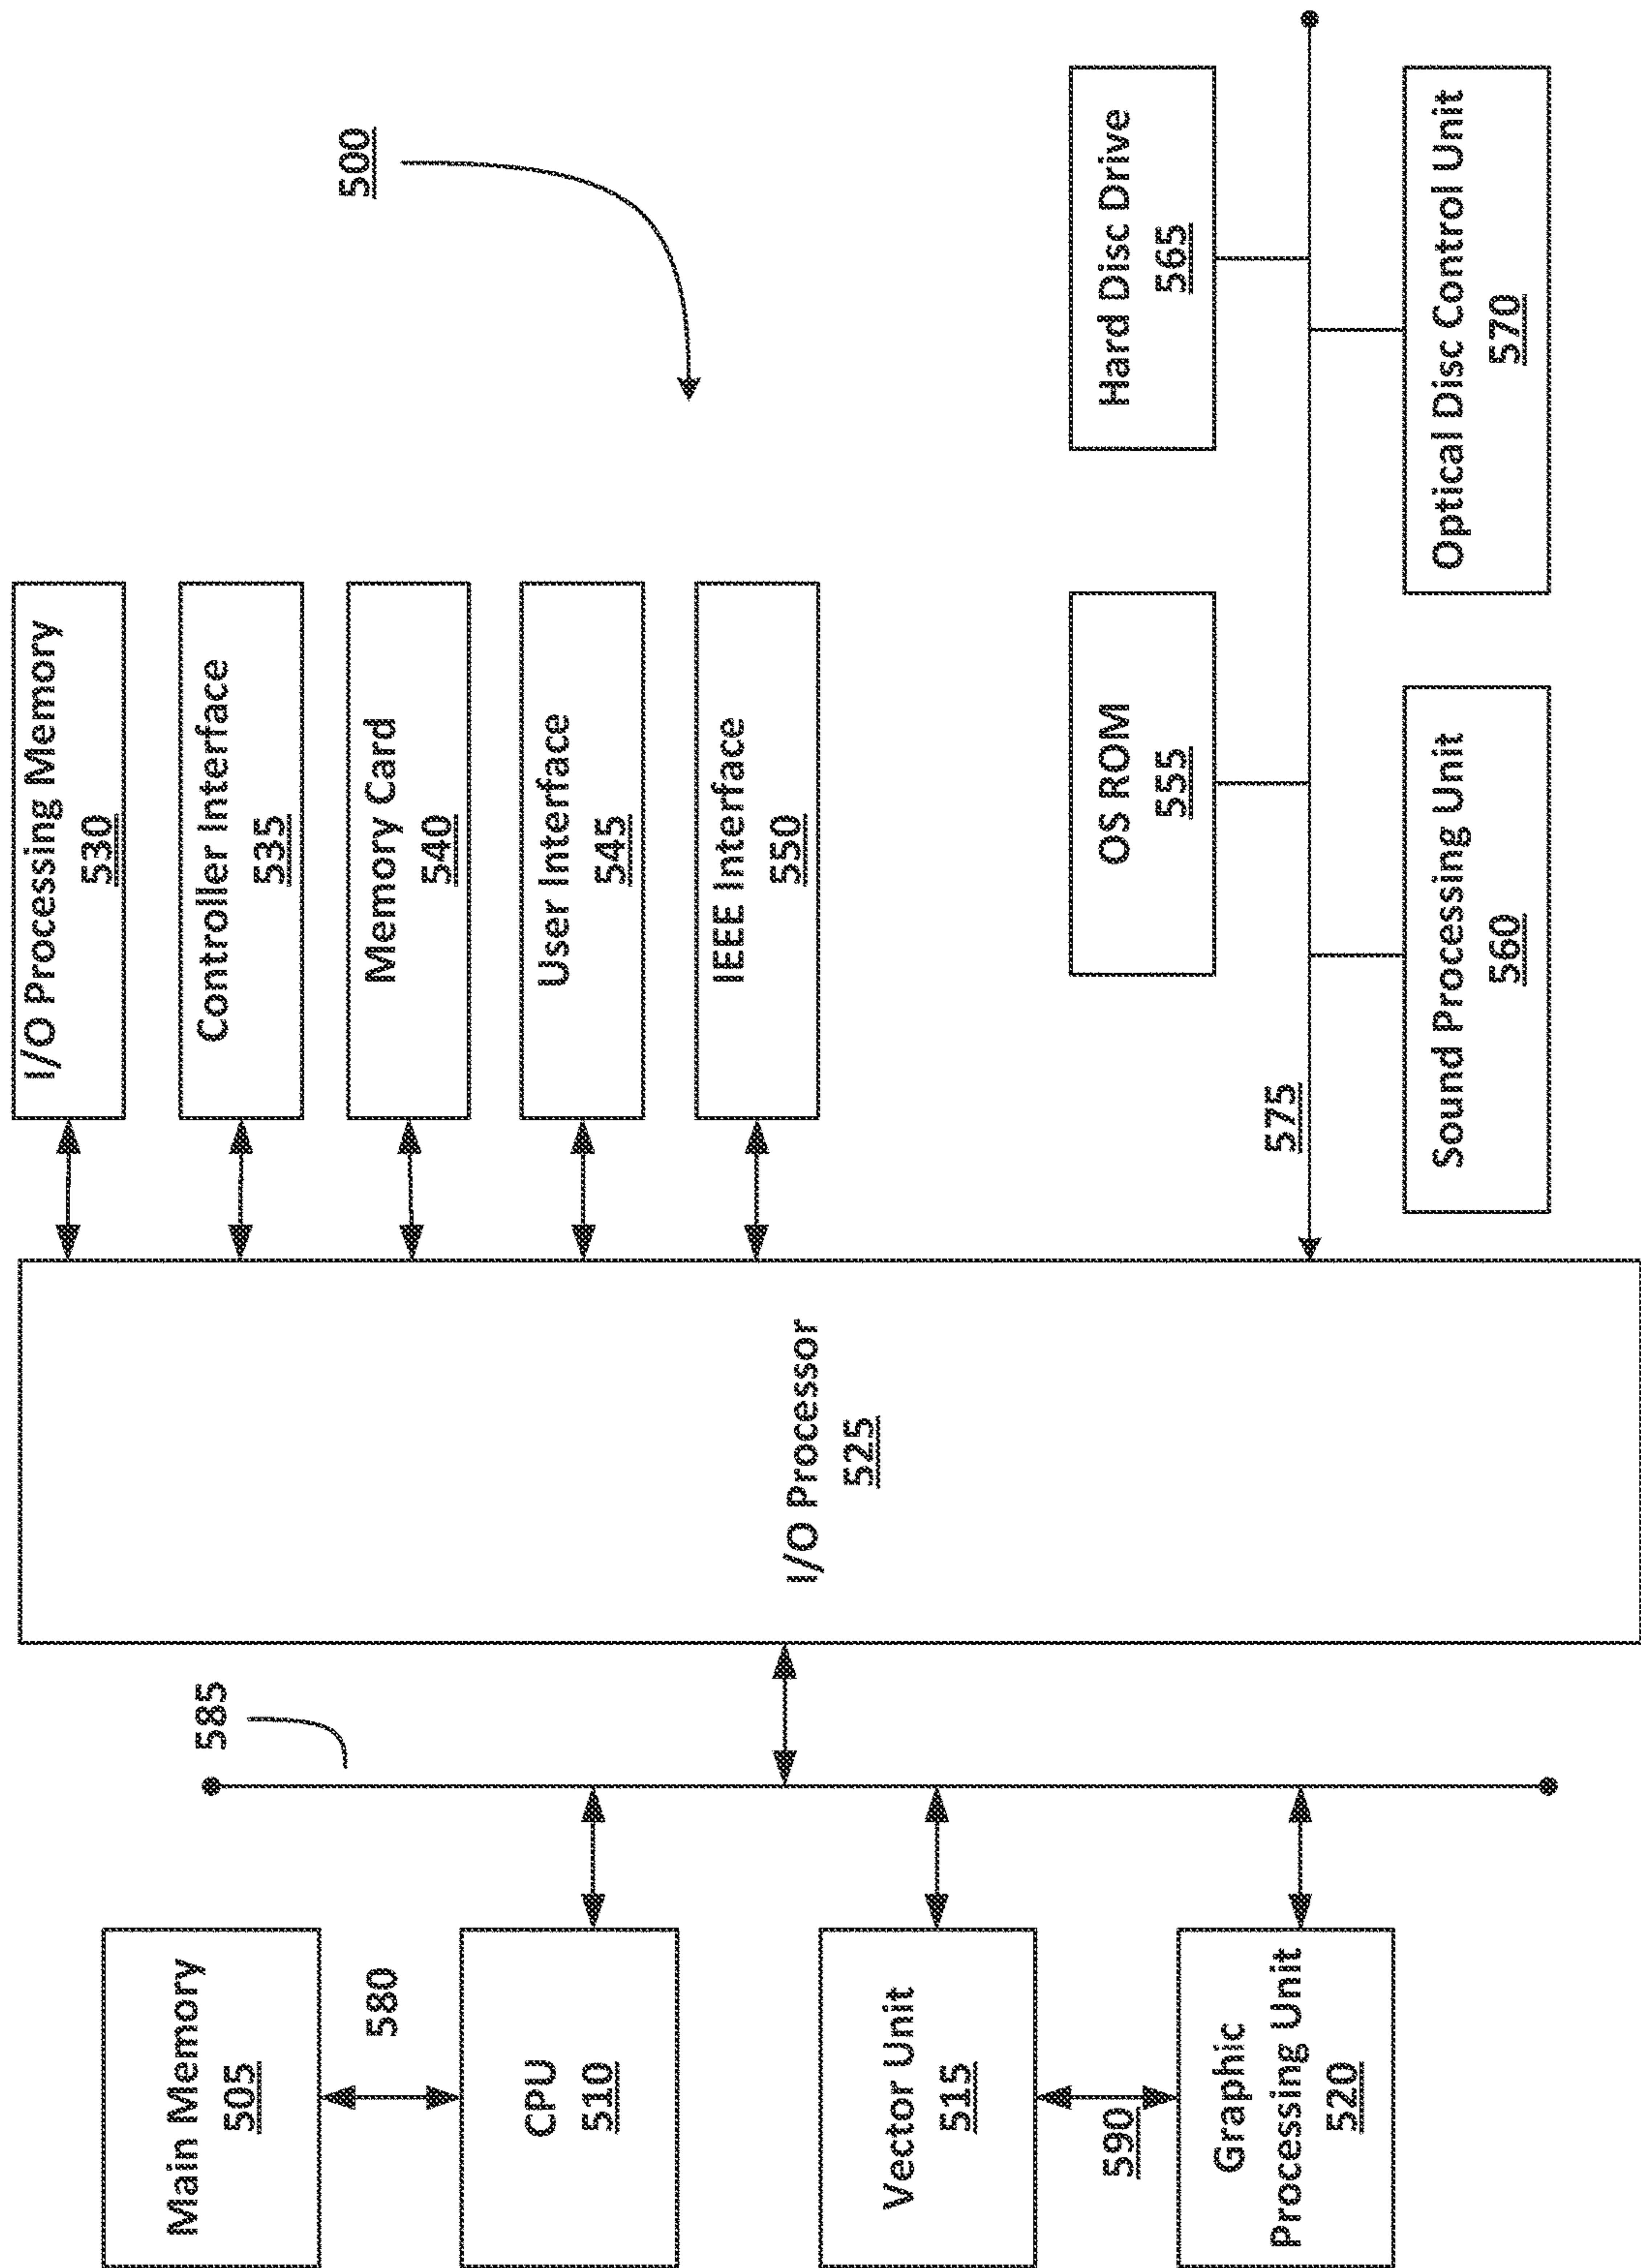 500
I/O Processing Memory
530
Controller Interface
535
Memory Card
540
User Interface
545
IEEE Interface
550
Hard Disc Drive
565
OS ROM
555
Optical Disc Control Unit
570
Sound Processing Unit
560
575
I/O Processor
525
585
Main Memory
505
580
CPU
510
Vector Unit
515
590
Graphic
Processing Unit
520